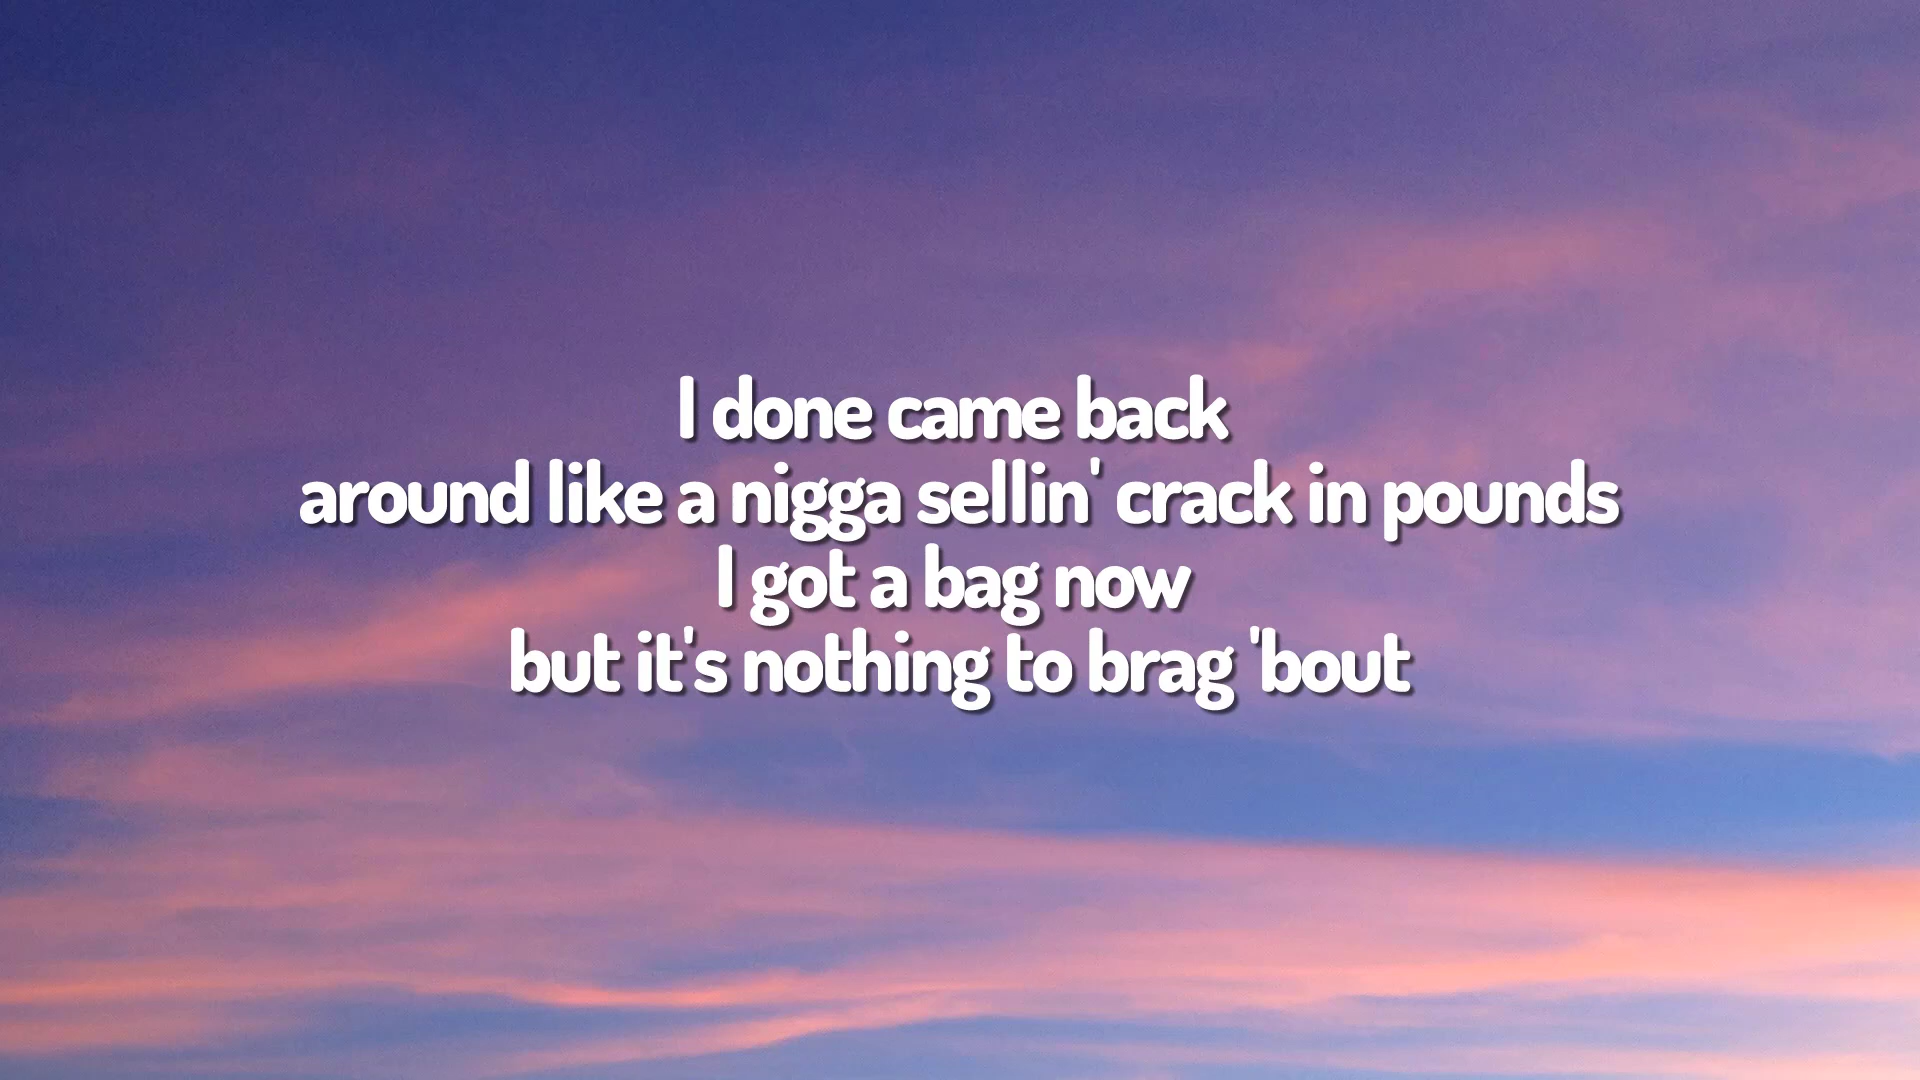 I done came back
around like a nigga sellin' crack in pounds
I got a bag now
but it's nothing to brag 'bout